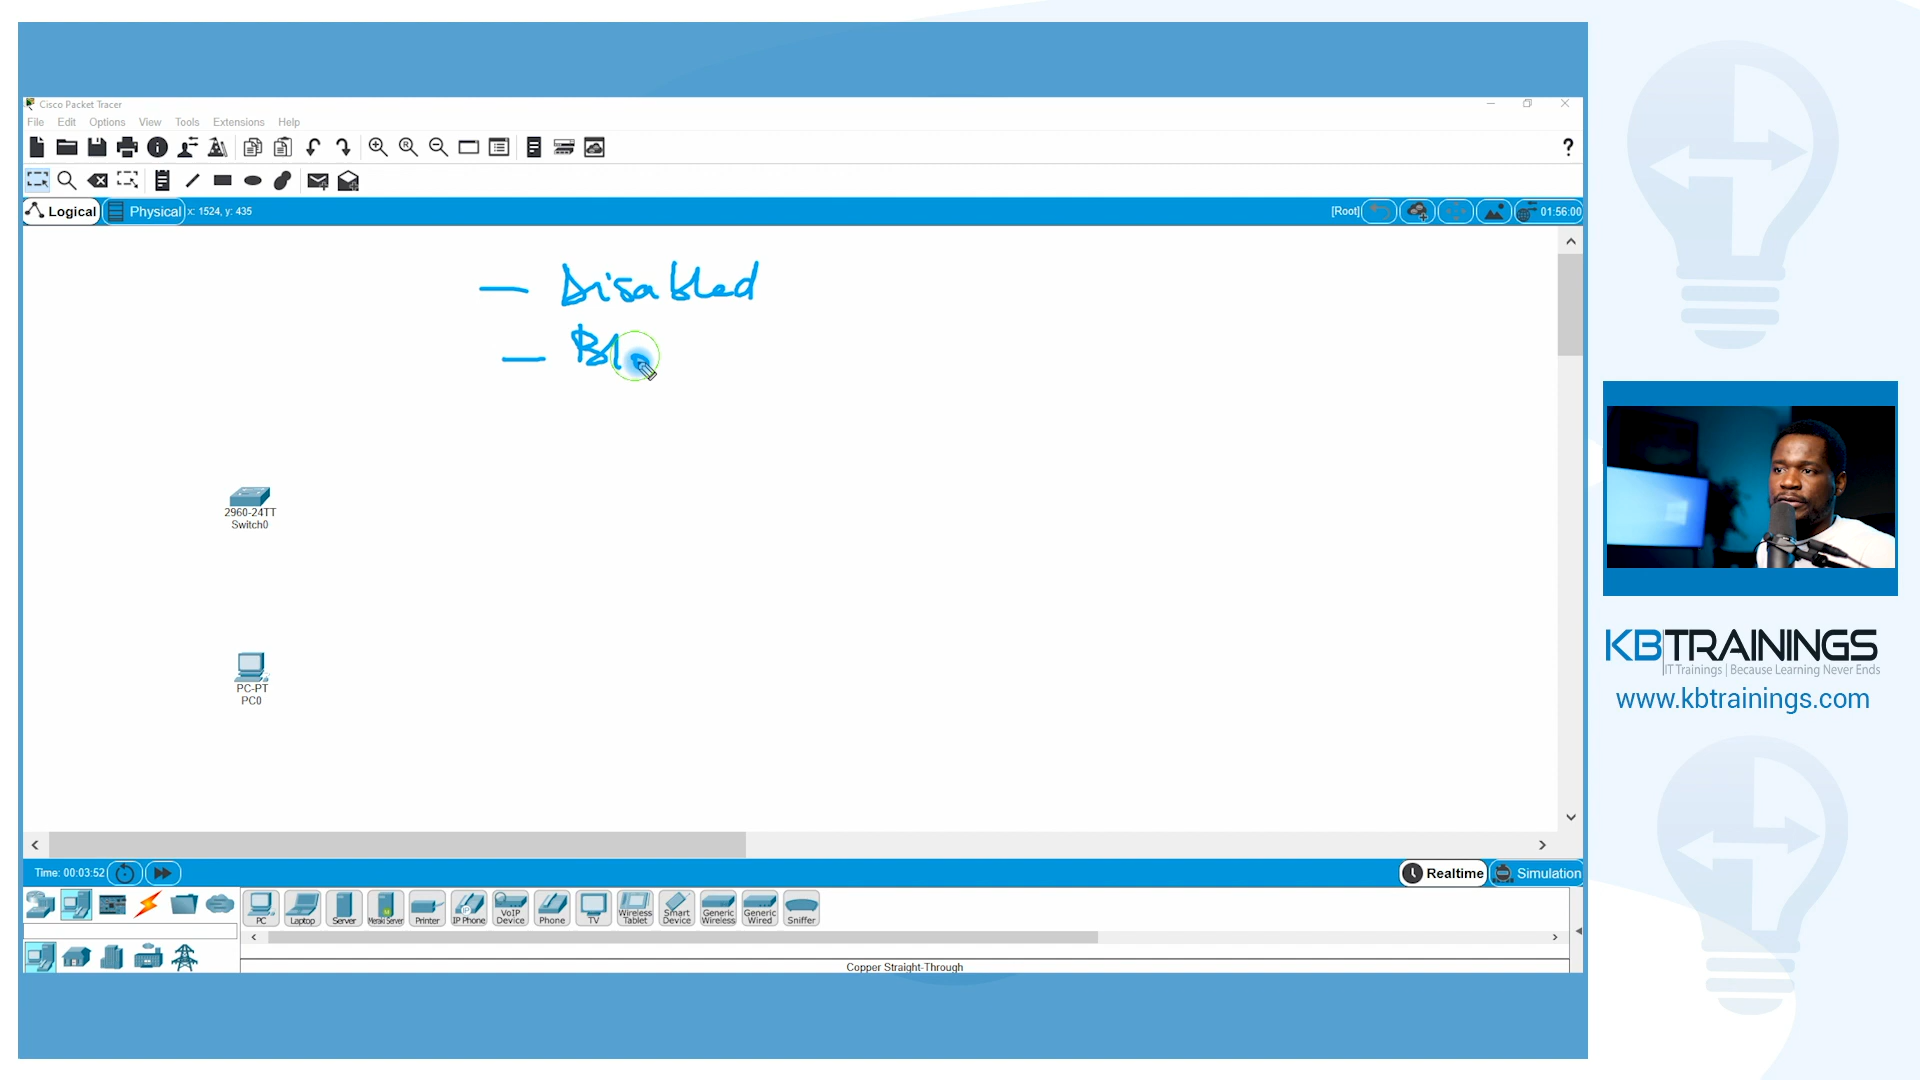 Cisco Packet Tracer
File Edit Options View Tools Extensions Help
?
Logical Physical x: 1524, y: 435 [Root] 01:56:00
— Disabled
— Blo
2960-24TT
Switch0
PC-PT
PC0
Time: 00:03:52 Realtime Simulation
PC Laptop Server Meraki Server Printer IP Phone VoIP Device Phone TV Wireless Tablet Smart Device Generic Wireless Generic Wired Sniffer
Copper Straight-Through
KBTRAININGS
IT Trainings | Because Learning Never Ends
www.kbtrainings.com